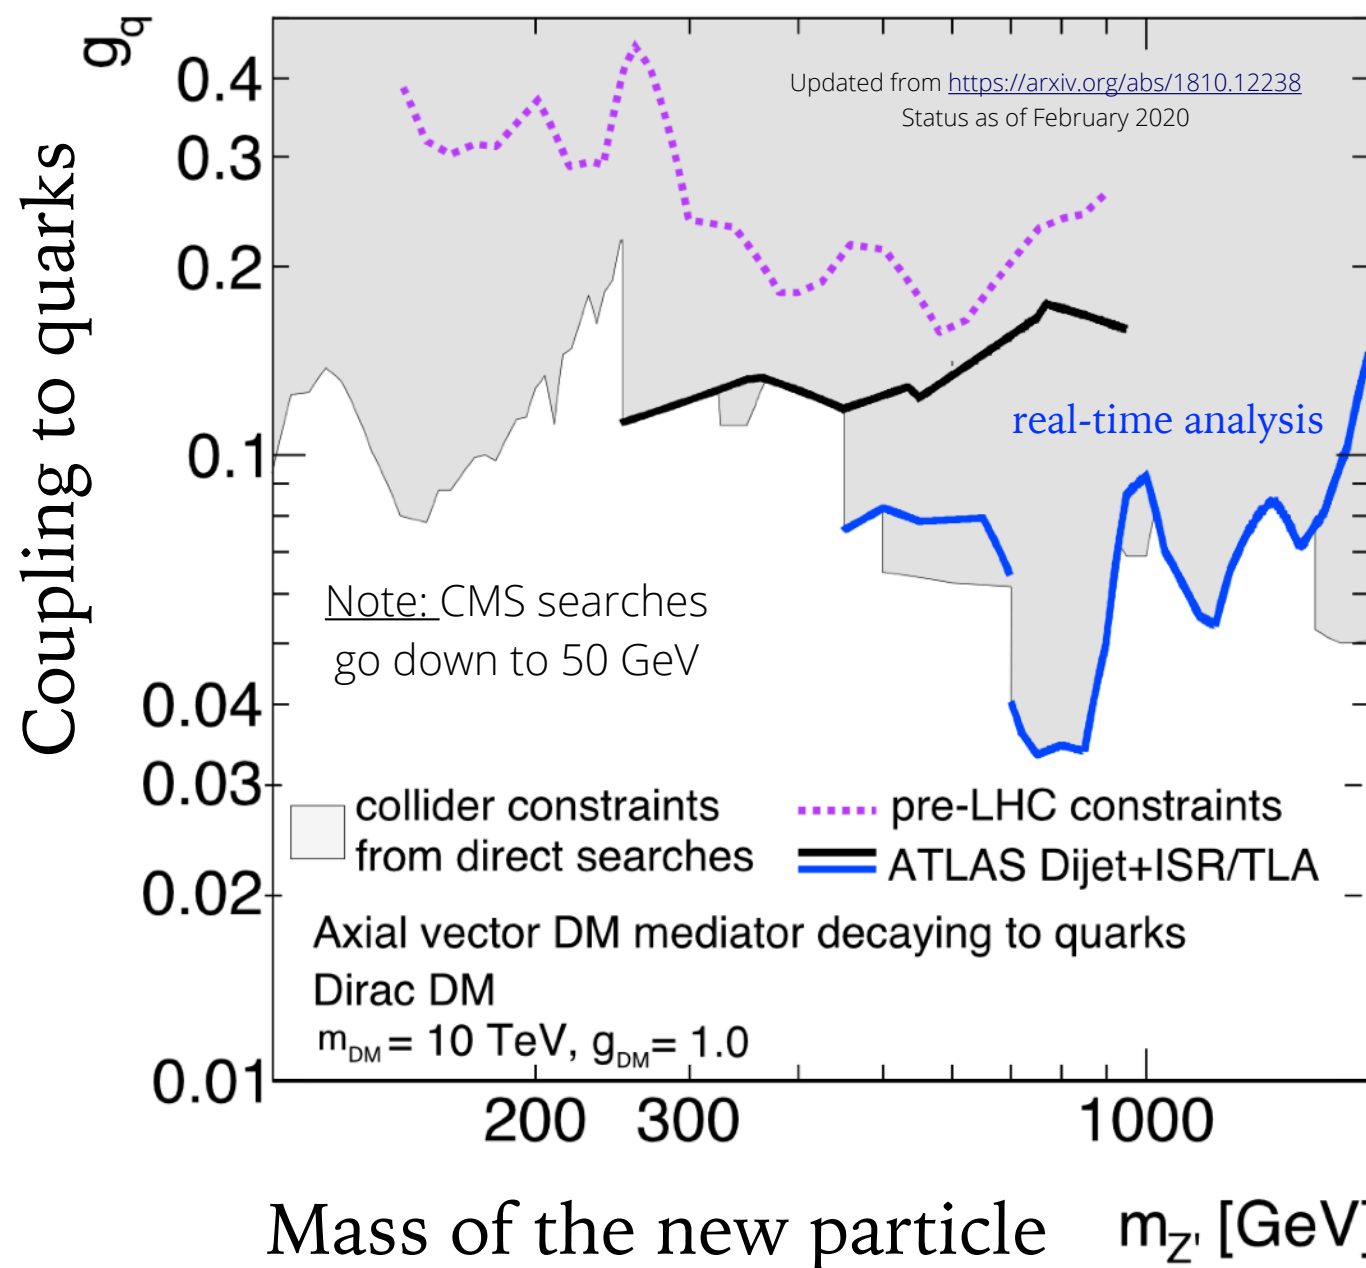 g_q
Coupling to quarks
0.4
0.3
0.2
0.1
0.04
0.03
0.02
0.01
Updated from https://arxiv.org/abs/1810.12238
Status as of February 2020
real-time analysis
Note: CMS searches
go down to 50 GeV
collider constraints
from direct searches
pre-LHC constraints
ATLAS Dijet+ISR/TLA
Axial vector DM mediator decaying to quarks
Dirac DM
m_DM = 10 TeV, g_DM = 1.0
200 300 1000
Mass of the new particle m_Z' [GeV]